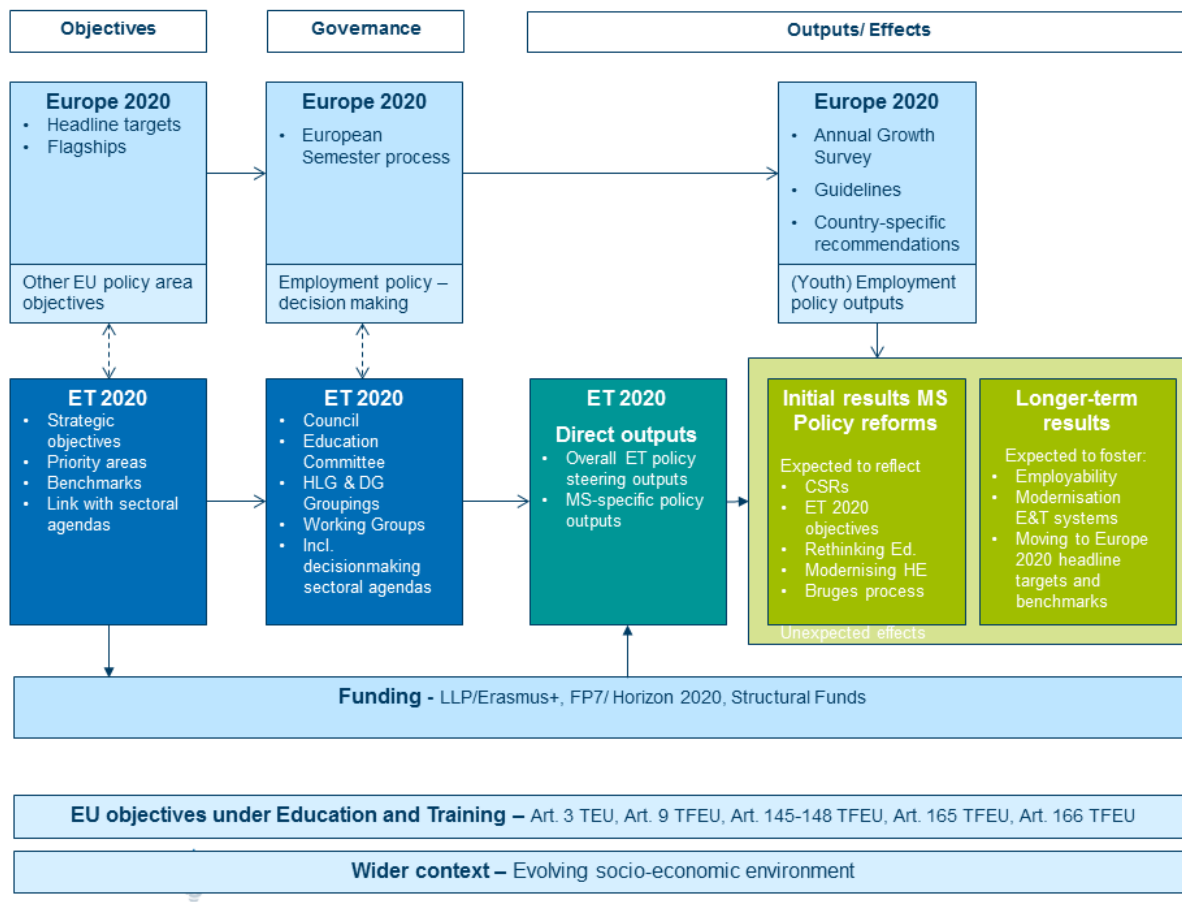 Objectives
Governance
Outputs/ Effects
Europe 2020
• Headline targets
• Flagships
Other EU policy area
objectives
Europe 2020
• European
Semester process
Employment policy –
decision making
Europe 2020
• Annual Growth
Survey
• Guidelines
• Country-specific
recommendations
(Youth) Employment
policy outputs
ET 2020
• Strategic
objectives
• Priority areas
• Benchmarks
• Link with sectoral
agendas
ET 2020
• Council
• Education
Committee
• HLG & DG
Groupings
• Working Groups
• Incl.
decisionmaking
sectoral agendas
ET 2020
Direct outputs
• Overall ET policy
steering outputs
• MS-specific policy
outputs
Initial results MS
Policy reforms
Expected to reflect
• CSRs
• ET 2020
objectives
• Rethinking Ed.
• Modernising HE
• Bruges process
Unexpected effects
Longer-term
results
Expected to foster:
• Employability
• Modernisation
E&T systems
• Moving to Europe
2020 headline
targets and
benchmarks
Funding - LLP/Erasmus+, FP7/ Horizon 2020, Structural Funds
EU objectives under Education and Training – Art. 3 TEU, Art. 9 TFEU, Art. 145-148 TFEU, Art. 165 TFEU, Art. 166 TFEU
Wider context – Evolving socio-economic environment